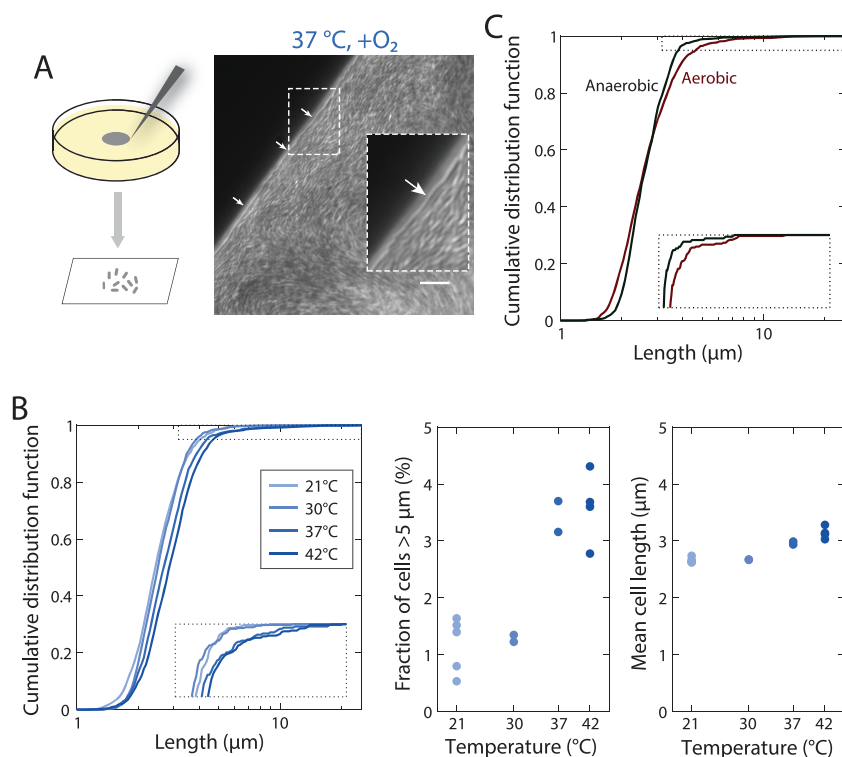 A
37 °C, +O₂
C
Cumulative distribution function
1
0.8
0.6
0.4
0.2
0
Anaerobic
Aerobic
1
10
Length (μm)
B
Cumulative distribution function
1
0.8
0.6
0.4
0.2
0
21°C
30°C
37°C
42°C
1
10
Length (μm)
Fraction of cells >5 μm (%)
5
4
3
2
1
0
21
30
37
42
Temperature (°C)
Mean cell length (μm)
5
4
3
2
1
0
21
30
37
42
Temperature (°C)